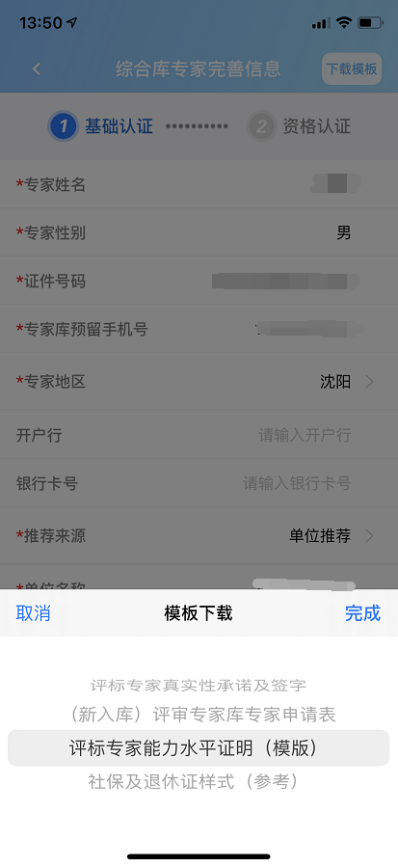 13:50
综合库专家完善信息
下载模板
1 基础认证 2 资格认证
*专家姓名
*专家性别 男
*证件号码
*专家库预留手机号
*专家地区 沈阳
开户行 请输入开户行
银行卡号 请输入银行卡号
*推荐来源 单位推荐
*单位名称
取消 模板下载 完成
评标专家真实性承诺及签字
（新入库）评审专家库专家申请表
评标专家能力水平证明（模版）
社保及退休证样式（参考）